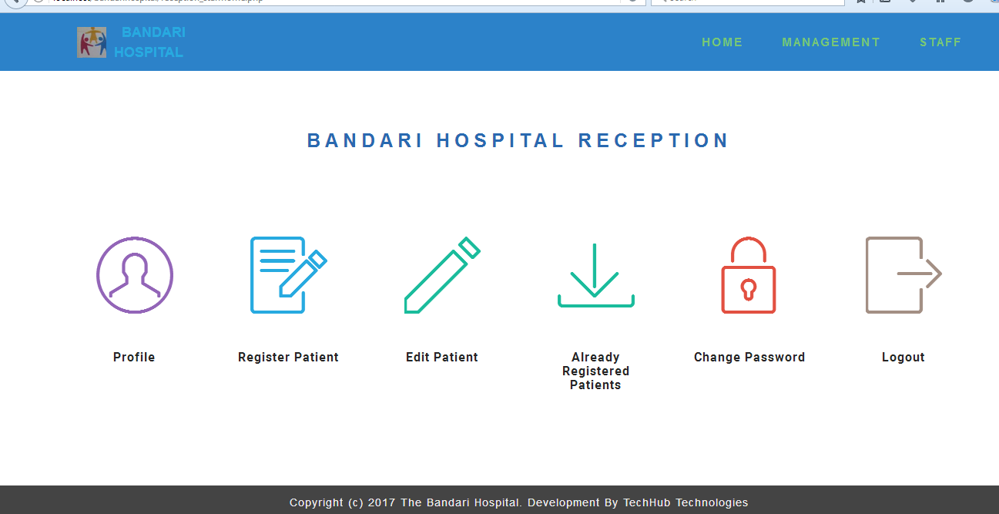 BANDARI
HOSPITAL
HOME MANAGEMENT STAFF
BANDARI HOSPITAL RECEPTION
Profile
Register Patient
Edit Patient
Already
Registered
Patients
Change Password
Logout
Copyright (c) 2017 The Bandari Hospital. Development By TechHub Technologies